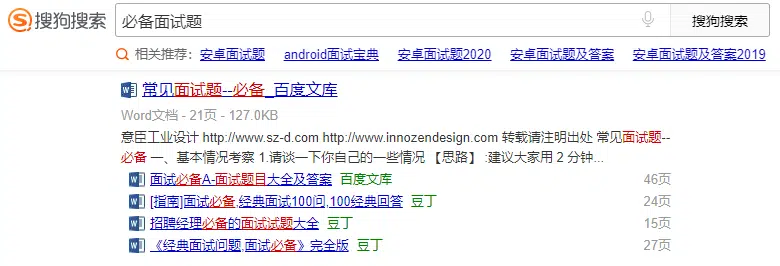 搜狗搜索 必备面试题 搜狗搜索
相关推荐： 安卓面试题 android面试宝典 安卓面试题2020 安卓面试题及答案 安卓面试题及答案2019
常见面试题--必备_百度文库
Word文档 - 21页 - 127.0KB
意臣工业设计 http://www.sz-d.com http://www.innozendesign.com 转载请注明出处 常见面试题--
必备 一、基本情况考察 1.请谈一下你自己的一些情况 【思路】 :建议大家用 2 分钟...
面试必备A-面试题目大全及答案 百度文库 46页
[指南]面试必备,经典面试100问,100经典回答 豆丁 24页
招聘经理必备的面试试题大全 豆丁 15页
《经典面试问题,面试必备》完全版 豆丁 27页